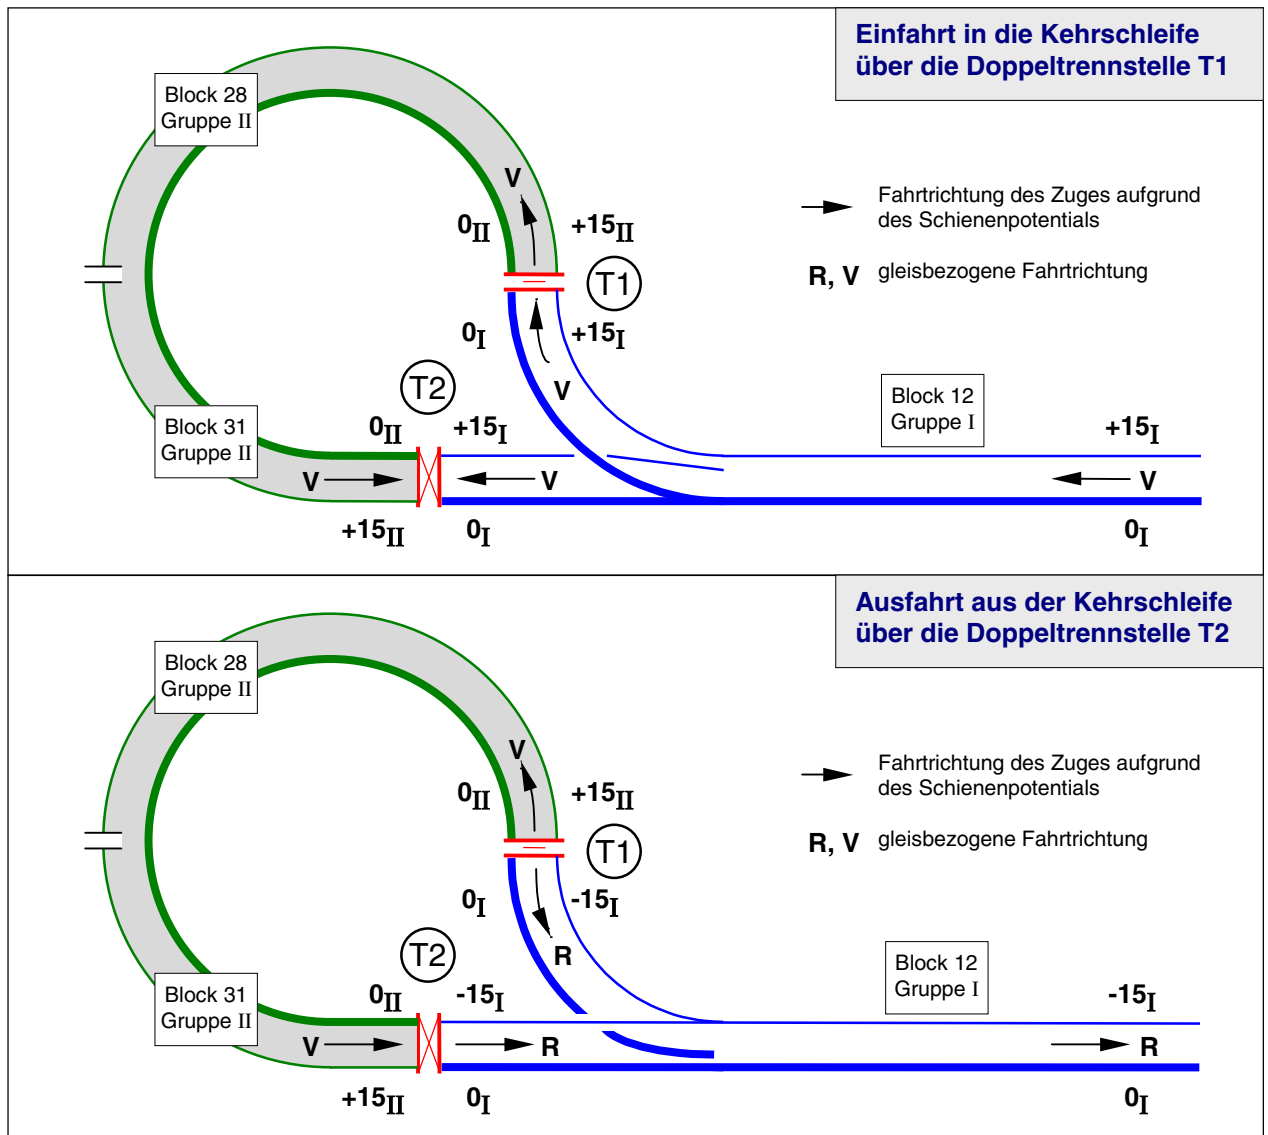 Einfahrt in die Kehrschleife
über die Doppeltrennstelle T1
Block 28
Gruppe II
V
0II
+15II
T1
Fahrtrichtung des Zuges aufgrund
des Schienenpotentials
R, V gleisbezogene Fahrtrichtung
0I
+15I
T2
V
Block 12
Gruppe I
Block 31
Gruppe II
0II
+15I
+15I
V
V
V
+15II
0I
0I
Ausfahrt aus der Kehrschleife
über die Doppeltrennstelle T2
Block 28
Gruppe II
V
0II
+15II
T1
Fahrtrichtung des Zuges aufgrund
des Schienenpotentials
R, V gleisbezogene Fahrtrichtung
0I
-15I
T2
R
Block 12
Gruppe I
Block 31
Gruppe II
0II
-15I
-15I
V
R
R
+15II
0I
0I